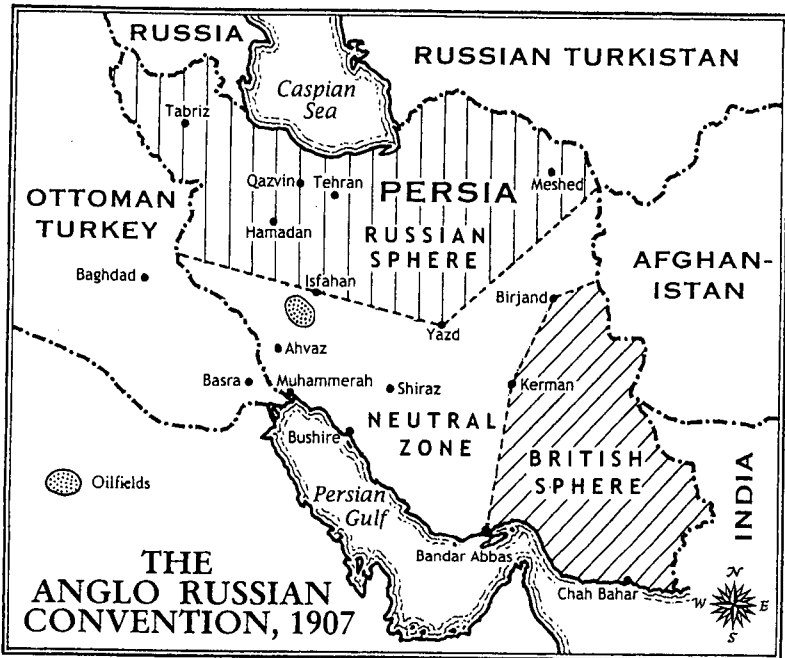 RUSSIA
RUSSIAN TURKISTAN
Caspian
Sea
Tabriz
Qazvin
Tehran
PERSIA
Meshed
OTTOMAN
TURKEY
Hamadan
RUSSIAN
SPHERE
AFGHAN-
ISTAN
Baghdad
Isfahan
Birjand
Yazd
Ahvaz
Basra
Muhammerah
Shiraz
Kerman
NEUTRAL
ZONE
Bushire
BRITISH
SPHERE
INDIA
Oilfields
Persian
Gulf
Bandar Abbas
Chah Bahar
THE
ANGLO RUSSIAN
CONVENTION, 1907
N
W
E
S